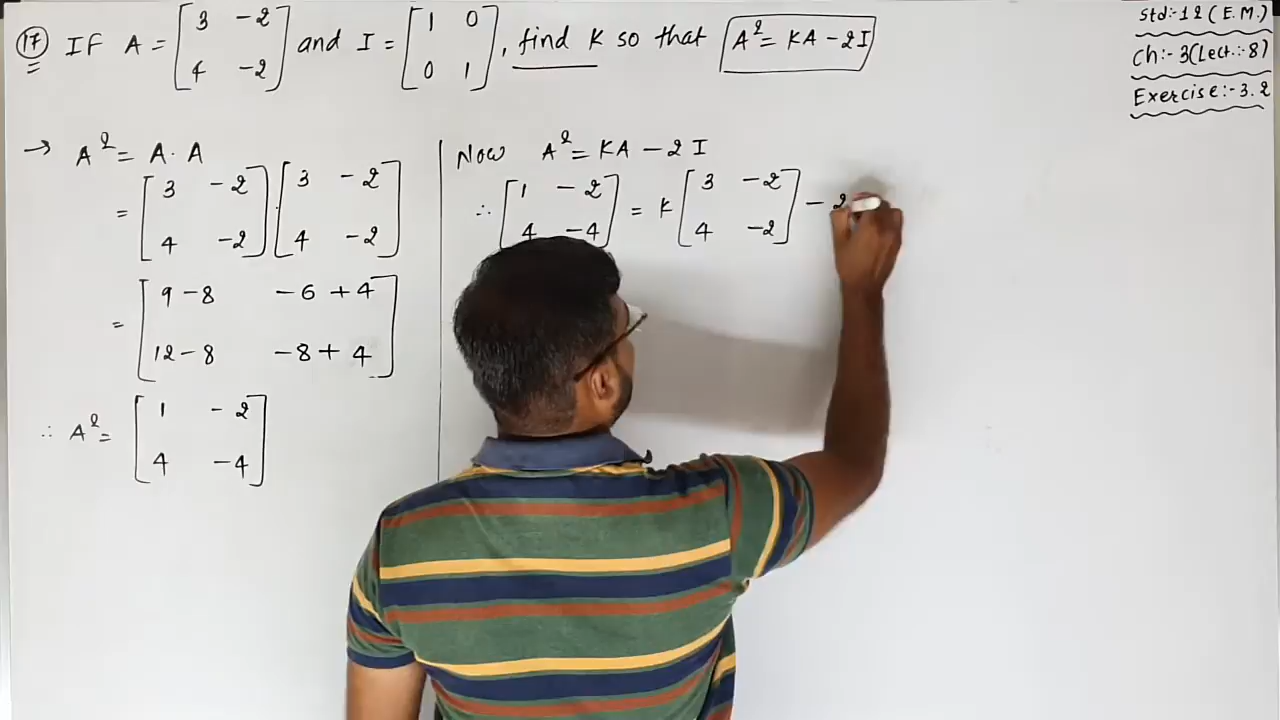 17 IF A = [3 -2 4 -2] and I = [1 0 0 1], find K so that A² = KA - 2I
Std:-12 (E.M.)
Ch:- 3(Lect.:-8)
Exercise:-3.2
→ A² = A·A
= [3 -2 4 -2] [3 -2 4 -2]
= [9-8 -6+4 12-8 -8+4]
∴ A² = [1 -2 4 -4]
Now A² = KA - 2I
∴ [1 -2 4 -4] = K [3 -2 4 -2] - 2